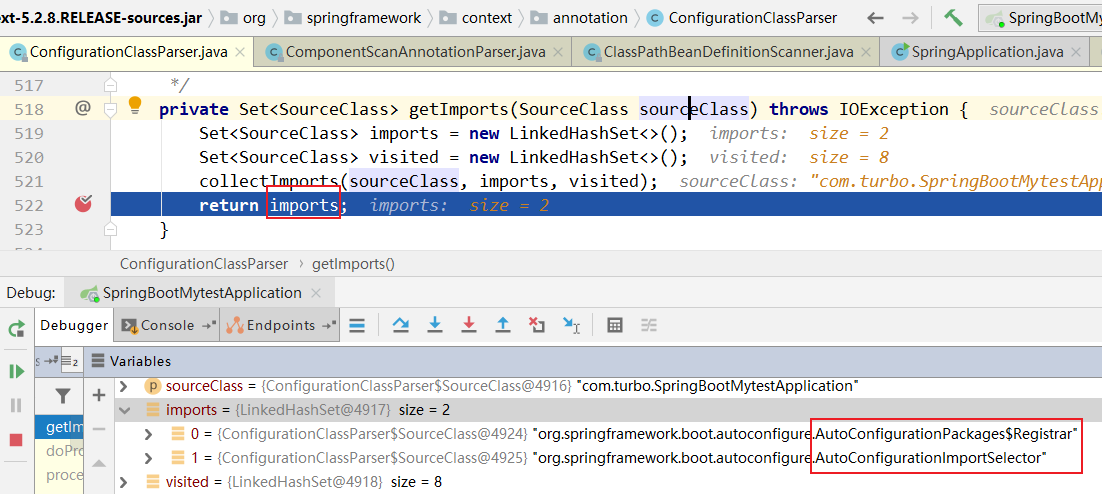 xt-5.2.8.RELEASE-sources.jar org springframework context annotation ConfigurationClassParser SpringBootMytes
ConfigurationClassParser.java ComponentScanAnnotationParser.java ClassPathBeanDefinitionScanner.java SpringApplication.java
517 */
518 @ private Set<SourceClass> getImports(SourceClass sourceClass) throws IOException { sourceClass
519 Set<SourceClass> imports = new LinkedHashSet<>(); imports: size = 2
520 Set<SourceClass> visited = new LinkedHashSet<>(); visited: size = 8
521 collectImports(sourceClass, imports, visited); sourceClass: "com.turbo.SpringBootMytestApp
522 return imports; imports: size = 2
523 }
ConfigurationClassParser › getImports()
Debug: SpringBootMytestApplication
Debugger Console Endpoints
Variables
sourceClass = {ConfigurationClassParser$SourceClass@4916} "com.turbo.SpringBootMytestApplication"
imports = {LinkedHashSet@4917} size = 2
getIm 0 = {ConfigurationClassParser$SourceClass@4924} "org.springframework.boot.autoconfigure.AutoConfigurationPackages$Registrar"
doPro 1 = {ConfigurationClassParser$SourceClass@4925} "org.springframework.boot.autoconfigure.AutoConfigurationImportSelector"
proce visited = {LinkedHashSet@4918} size = 8